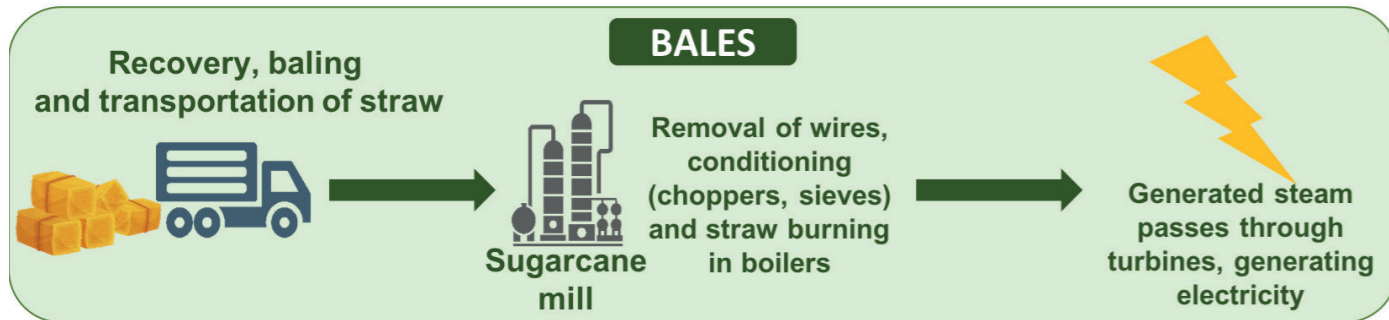 BALES
Recovery, baling
and transportation of straw
Sugarcane
mill
Removal of wires,
conditioning
(choppers, sieves)
and straw burning
in boilers
Generated steam
passes through
turbines, generating
electricity